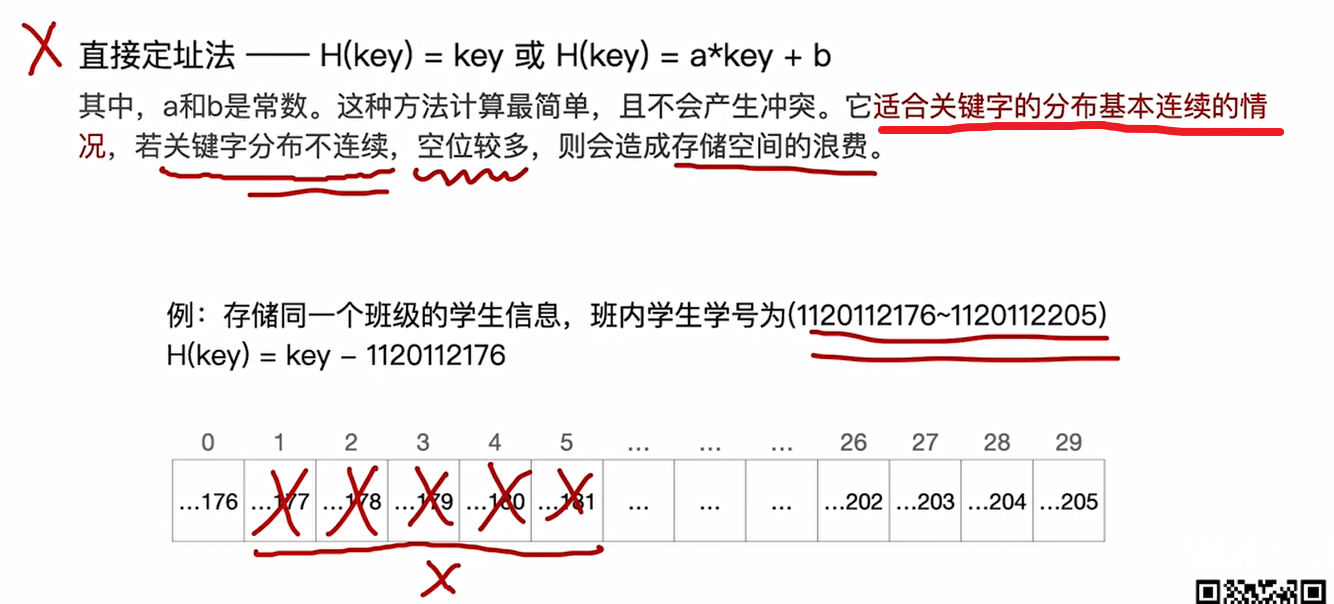 直接定址法 —— H(key) = key 或 H(key) = a*key + b
其中，a和b是常数。这种方法计算最简单，且不会产生冲突。它适合关键字的分布基本连续的情
况，若关键字分布不连续，空位较多，则会造成存储空间的浪费。
例：存储同一个班级的学生信息，班内学生学号为(1120112176~1120112205)
H(key) = key − 1120112176
0 1 2 3 4 5 ... ... ... 26 27 28 29
...176 ...177 ...178 ...179 ...180 ...181 ... ... ... ...202 ...203 ...204 ...205